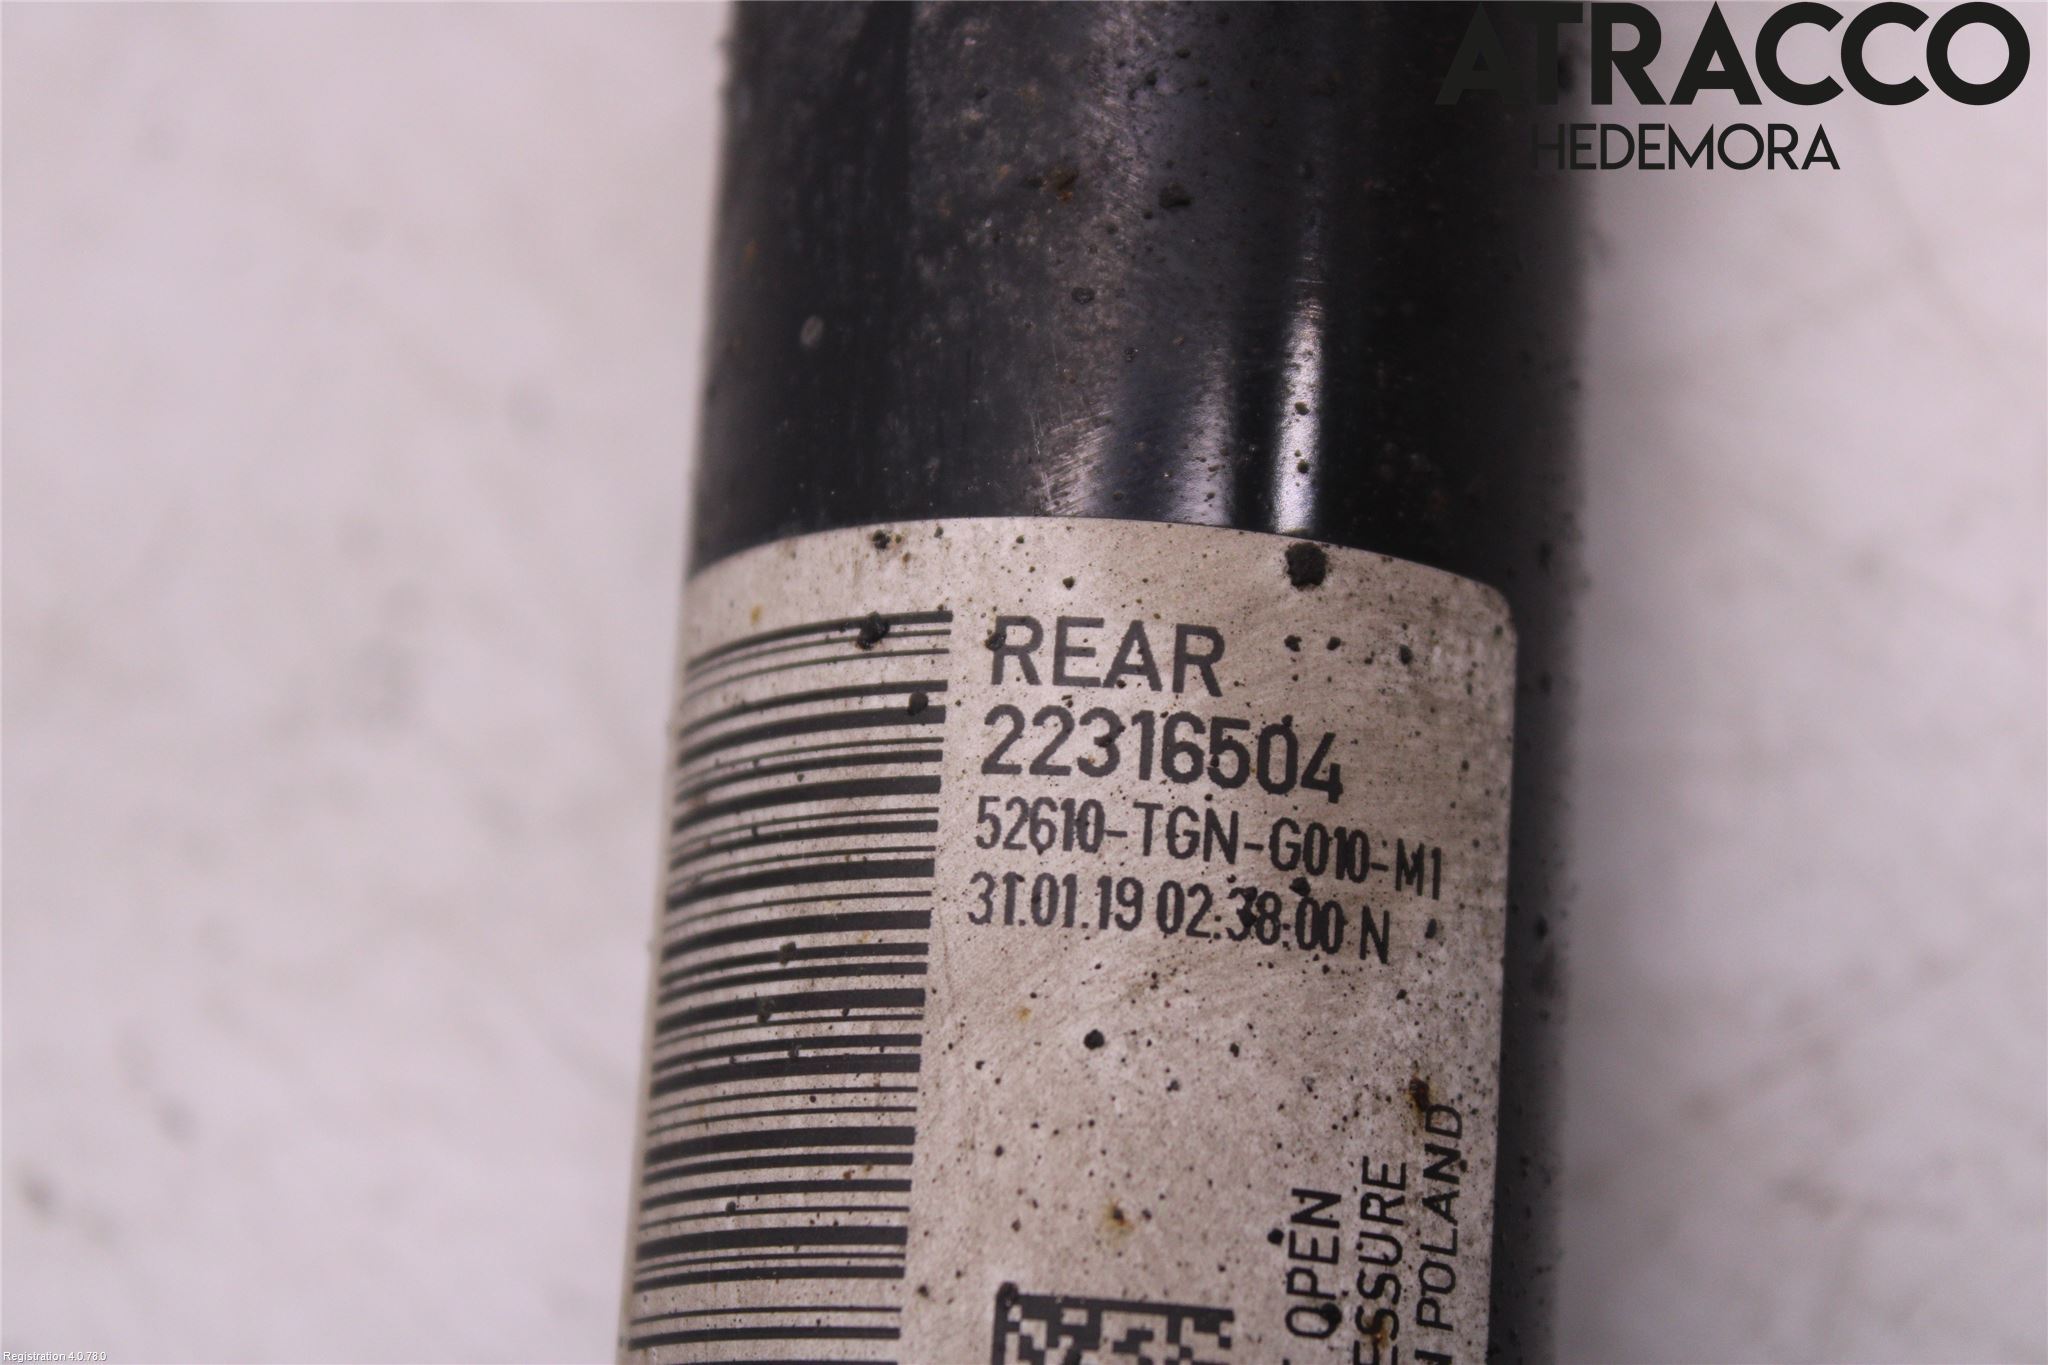 ATRACCO
HEDEMORA
REAR
22316504
52610-TGN-G010-M1
31.01.19 02:38:00 N
OPEN
POLAND
Registration 4.0.78.0